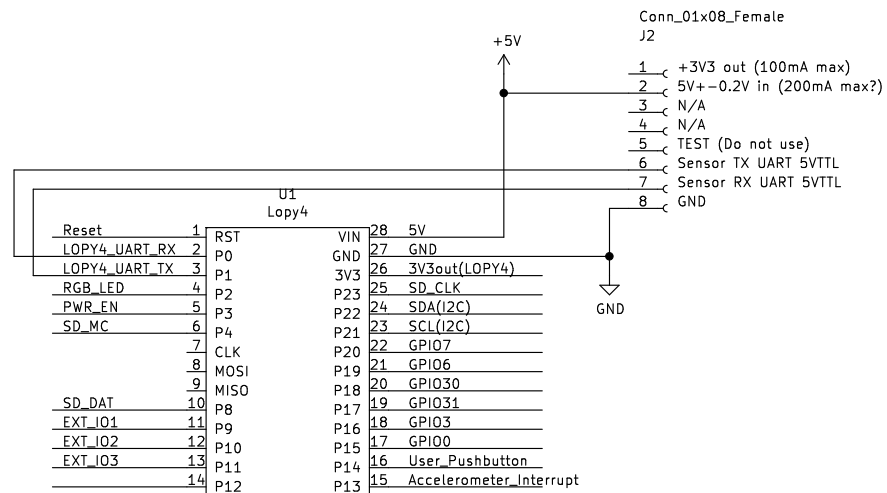 Conn_01x08_Female
J2
+5V
1 +3V3 out (100mA max)
2 5V+-0.2V in (200mA max?)
3 N/A
4 N/A
5 TEST (Do not use)
6 Sensor TX UART 5VTTL
7 Sensor RX UART 5VTTL
8 GND
U1
Lopy4
Reset 1 RST VIN 28 5V
LOPY4_UART_RX 2 P0 GND 27 GND
LOPY4_UART_TX 3 P1 3V3 26 3V3out(LOPY4)
RGB_LED 4 P2 P23 25 SD_CLK
PWR_EN 5 P3 P22 24 SDA(I2C)
SD_MC 6 P4 P21 23 SCL(I2C)
7 CLK P20 22 GPIO7
8 MOSI P19 21 GPIO6
9 MISO P18 20 GPIO30
SD_DAT 10 P8 P17 19 GPIO31
EXT_IO1 11 P9 P16 18 GPIO3
EXT_IO2 12 P10 P15 17 GPIO0
EXT_IO3 13 P11 P14 16 User_Pushbutton
14 P12 P13 15 Accelerometer_Interrupt
GND